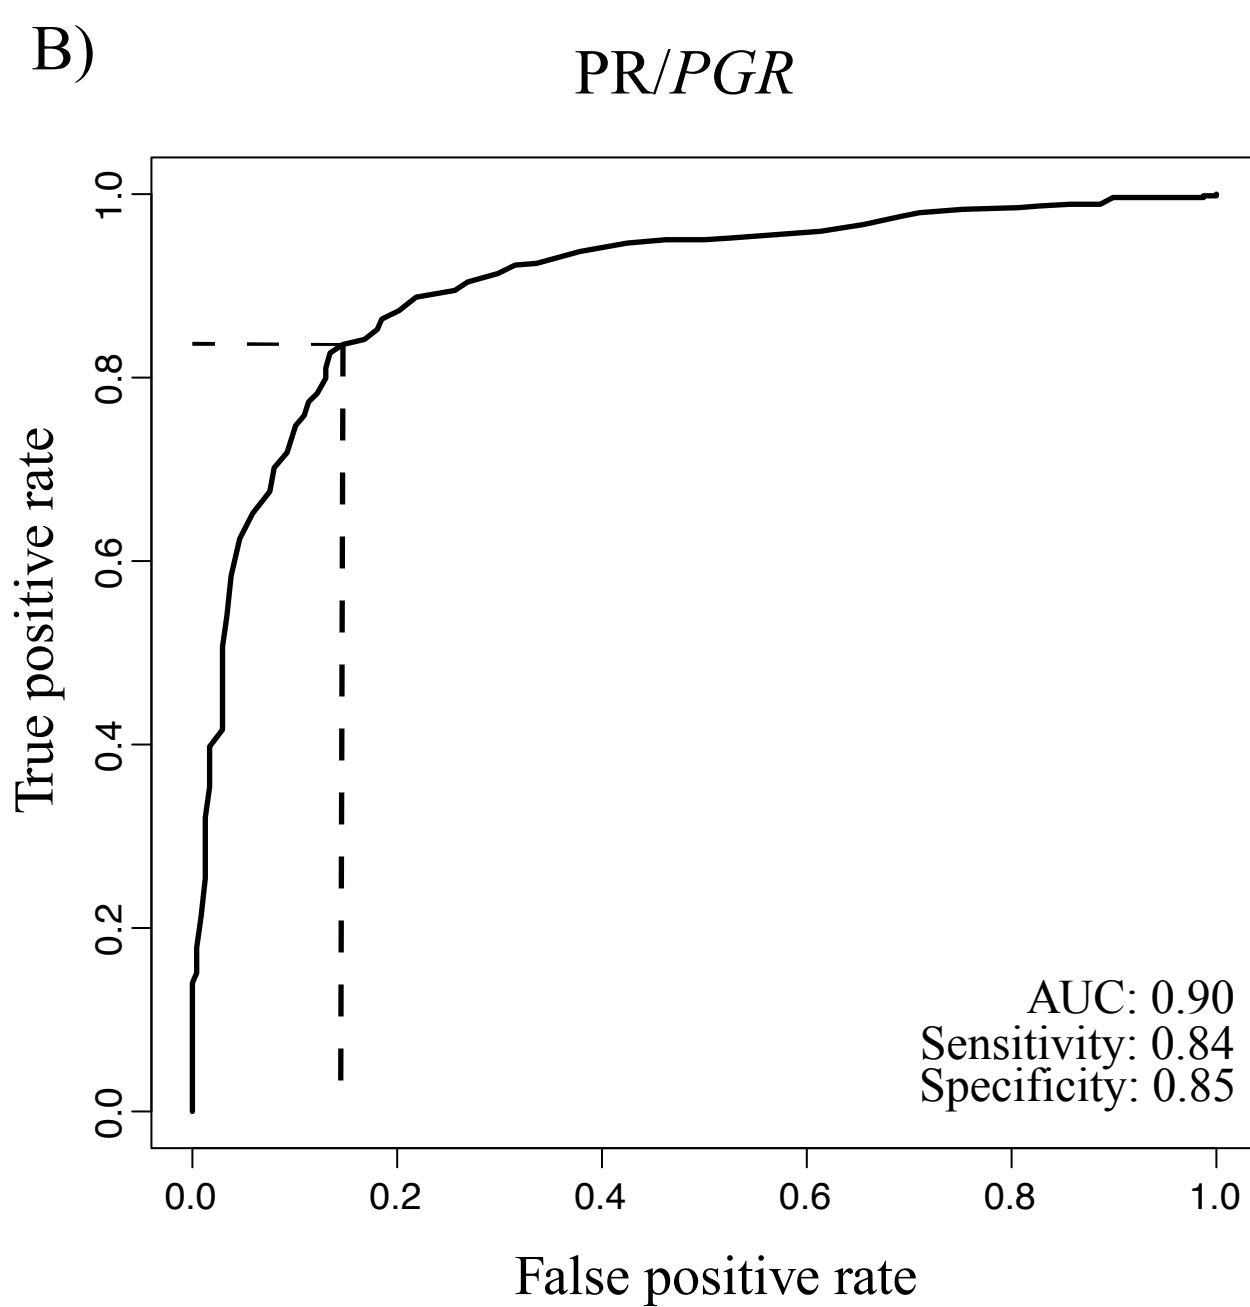 B)
PR/PGR
1.0
0.8
0.6
0.4
0.2
0.0
True positive rate
AUC: 0.90
Sensitivity: 0.84
Specificity: 0.85
0.0 0.2 0.4 0.6 0.8 1.0
False positive rate